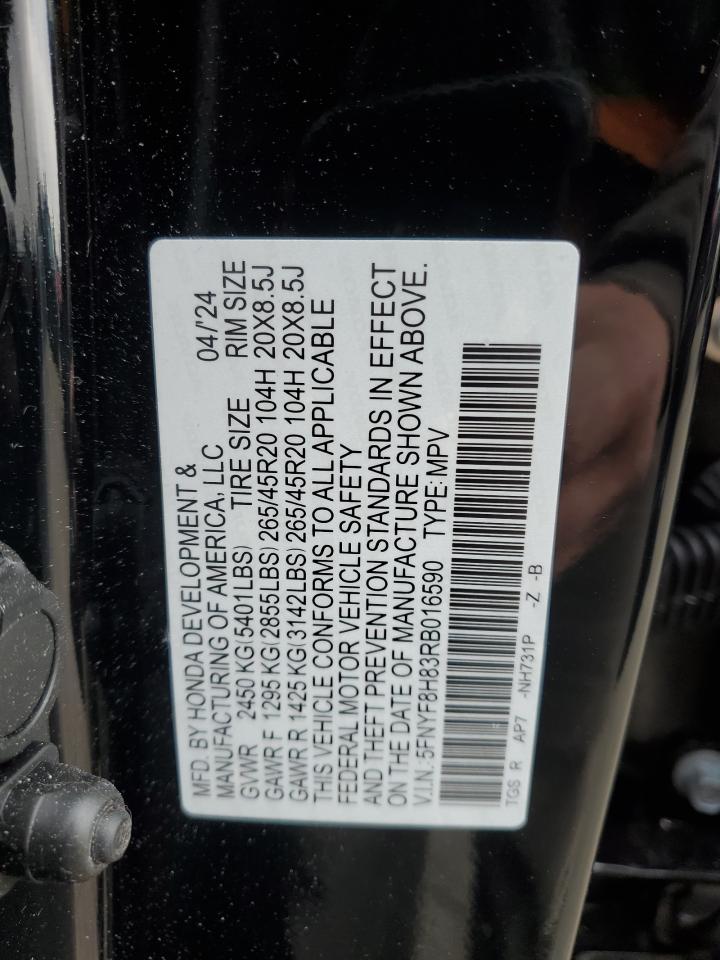 MFD. BY HONDA DEVELOPMENT & 04/'24
MANUFACTURING OF AMERICA, LLC
GVWR 2450 KG(5401LBS) TIRE SIZE RIM SIZE
GAWR F 1295 KG(2855LBS) 265/45R20 104H 20X8.5J
GAWR R 1425 KG(3142LBS) 265/45R20 104H 20X8.5J
THIS VEHICLE CONFORMS TO ALL APPLICABLE
FEDERAL MOTOR VEHICLE SAFETY
AND THEFT PREVENTION STANDARDS IN EFFECT
ON THE DATE OF MANUFACTURE SHOWN ABOVE.
V.I.N.: 5FNYF8H83RB016590 TYPE: MPV
TGS R AP7 -NH731P -Z -B